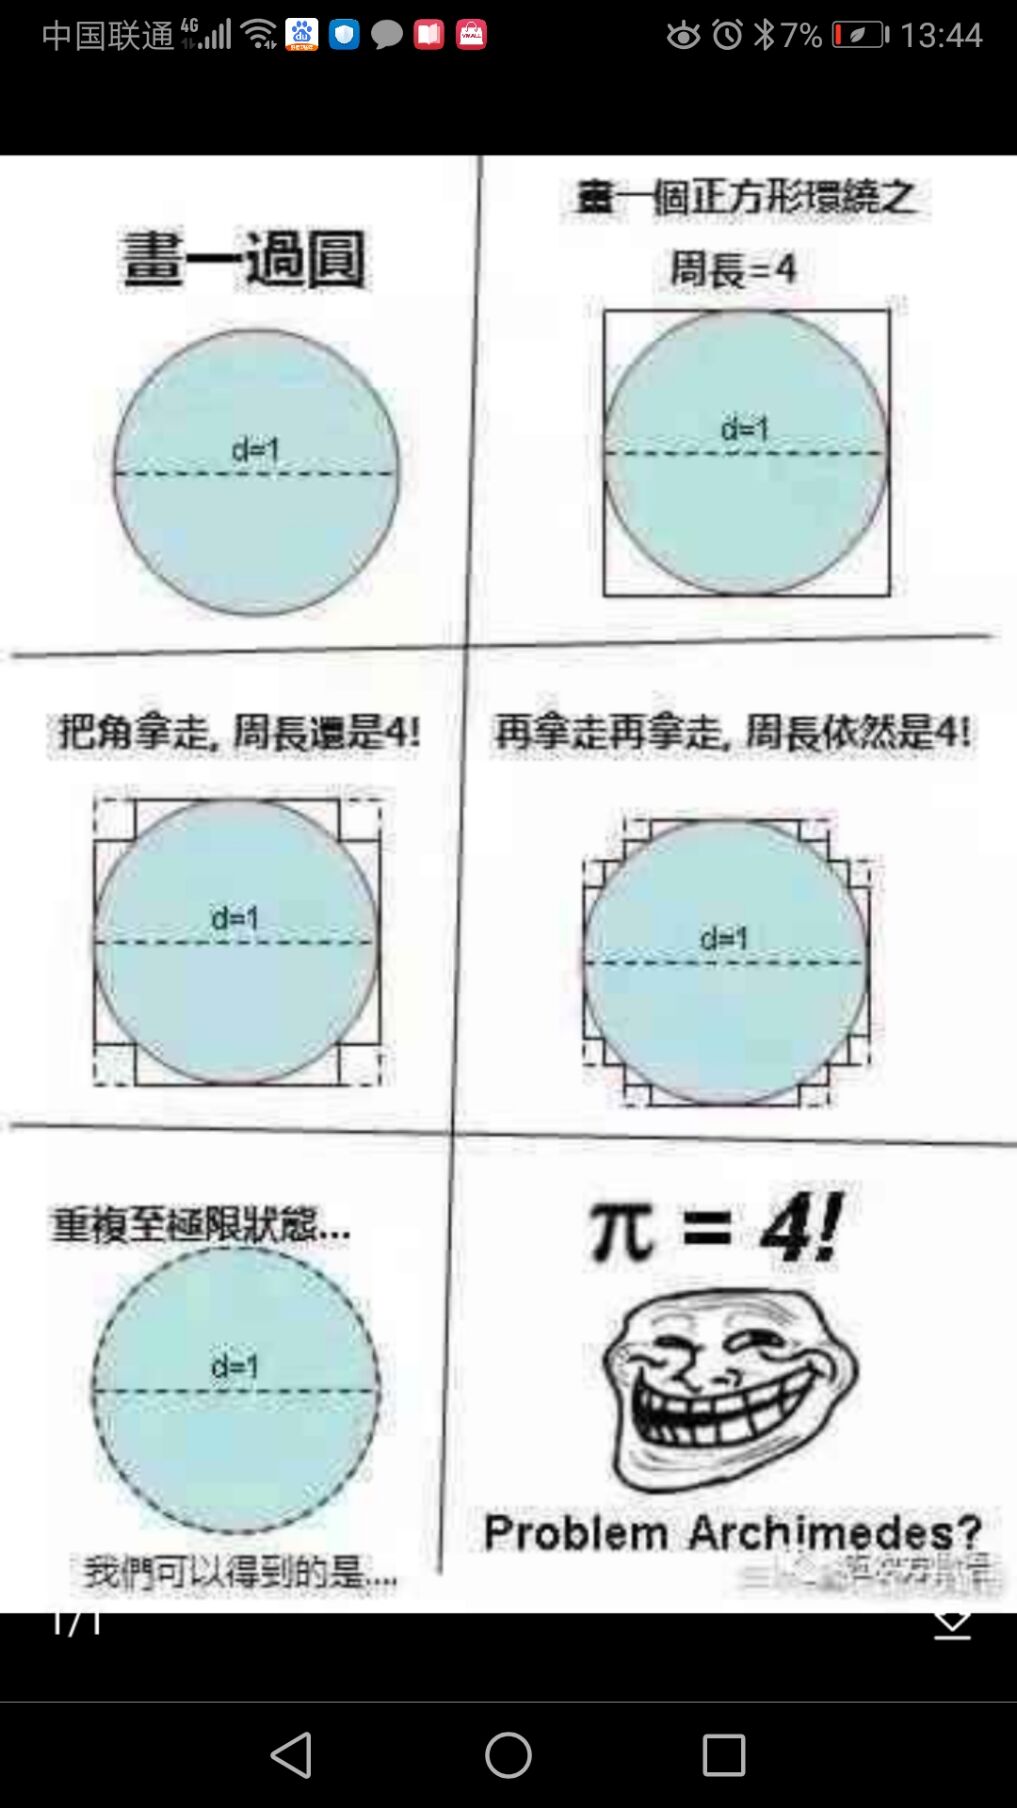 中国联通 4G 7% 13:44
畫一過圓
d=1
畫一個正方形環繞之
周長=4
d=1
把角拿走, 周長還是4!
d=1
再拿走再拿走, 周長依然是4!
d=1
重複至極限狀態...
d=1
我們可以得到的是....
π = 4!
Problem Archimedes?
1/1